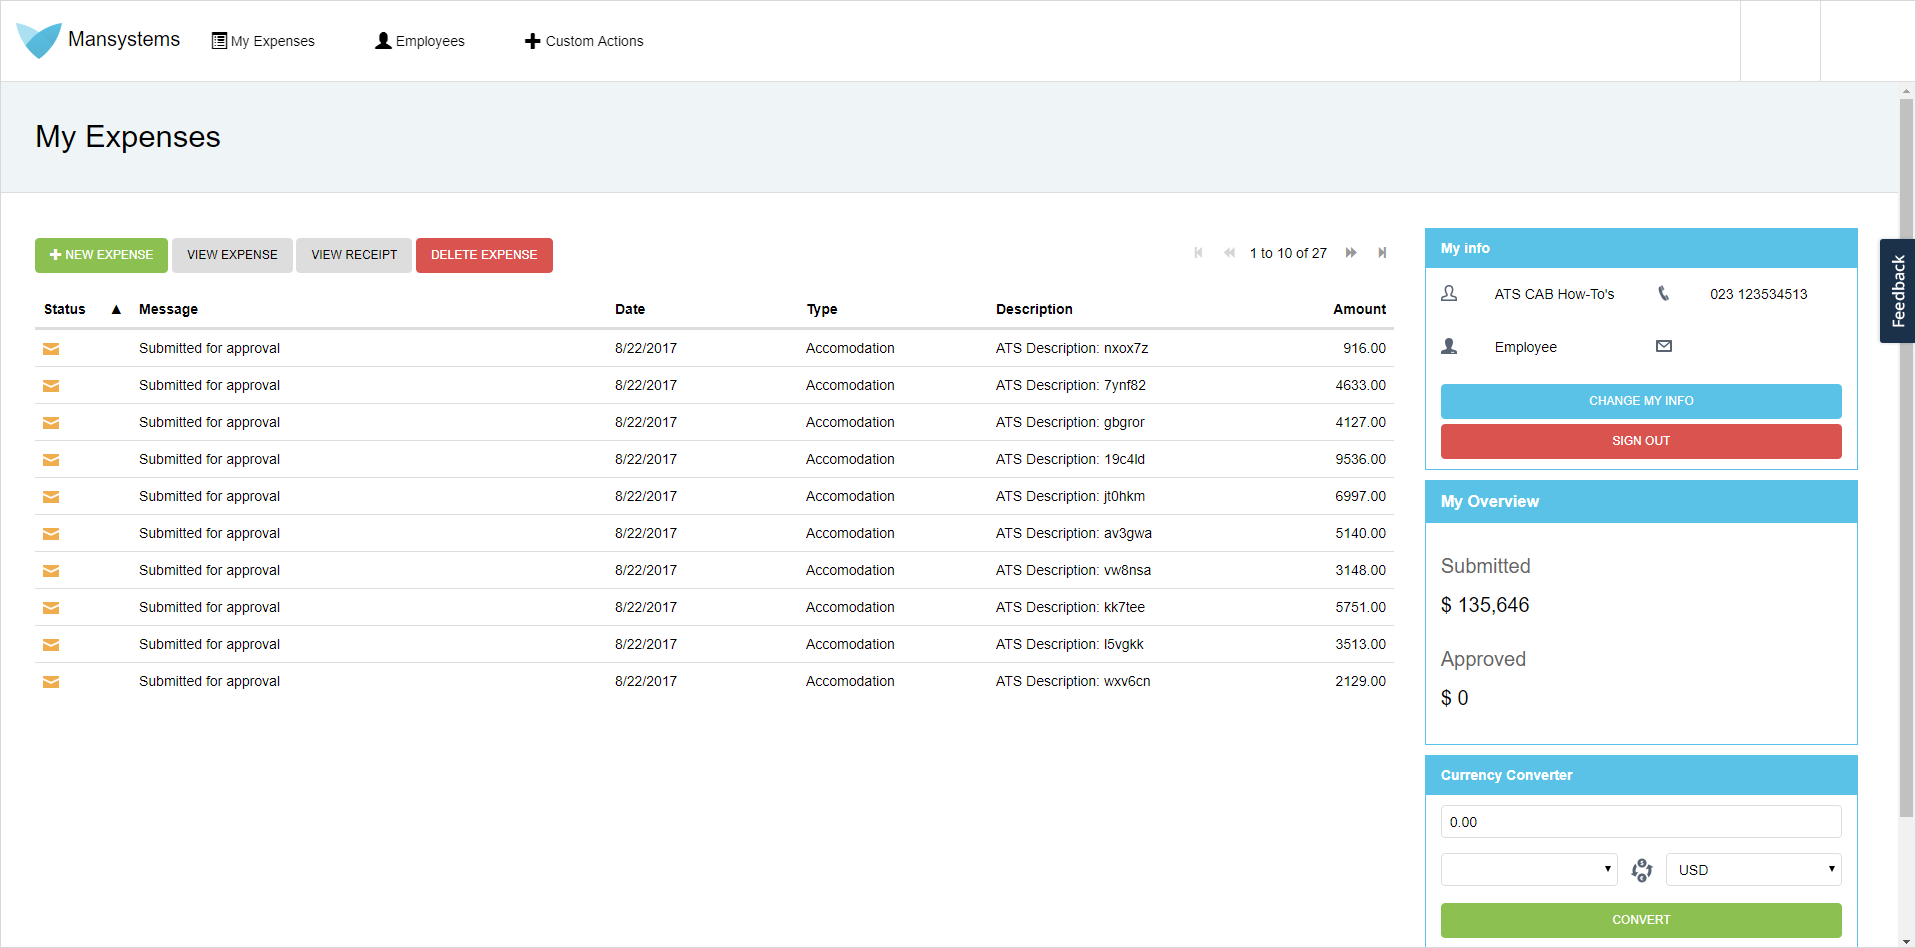 Mansystems
My Expenses
Employees
Custom Actions
My Expenses
NEW EXPENSE
VIEW EXPENSE
VIEW RECEIPT
DELETE EXPENSE
1 to 10 of 27
Status ▲ Message Date Type Description Amount
Submitted for approval 8/22/2017 Accomodation ATS Description: nxox7z 916.00
Submitted for approval 8/22/2017 Accomodation ATS Description: 7ynf82 4633.00
Submitted for approval 8/22/2017 Accomodation ATS Description: gbgror 4127.00
Submitted for approval 8/22/2017 Accomodation ATS Description: 19c4ld 9536.00
Submitted for approval 8/22/2017 Accomodation ATS Description: jt0hkm 6997.00
Submitted for approval 8/22/2017 Accomodation ATS Description: av3gwa 5140.00
Submitted for approval 8/22/2017 Accomodation ATS Description: vw8nsa 3148.00
Submitted for approval 8/22/2017 Accomodation ATS Description: kk7tee 5751.00
Submitted for approval 8/22/2017 Accomodation ATS Description: l5vgkk 3513.00
Submitted for approval 8/22/2017 Accomodation ATS Description: wxv6cn 2129.00
My info
ATS CAB How-To's
023 123534513
Employee
CHANGE MY INFO
SIGN OUT
My Overview
Submitted
$ 135,646
Approved
$ 0
Currency Converter
0.00
USD
CONVERT
Feedback